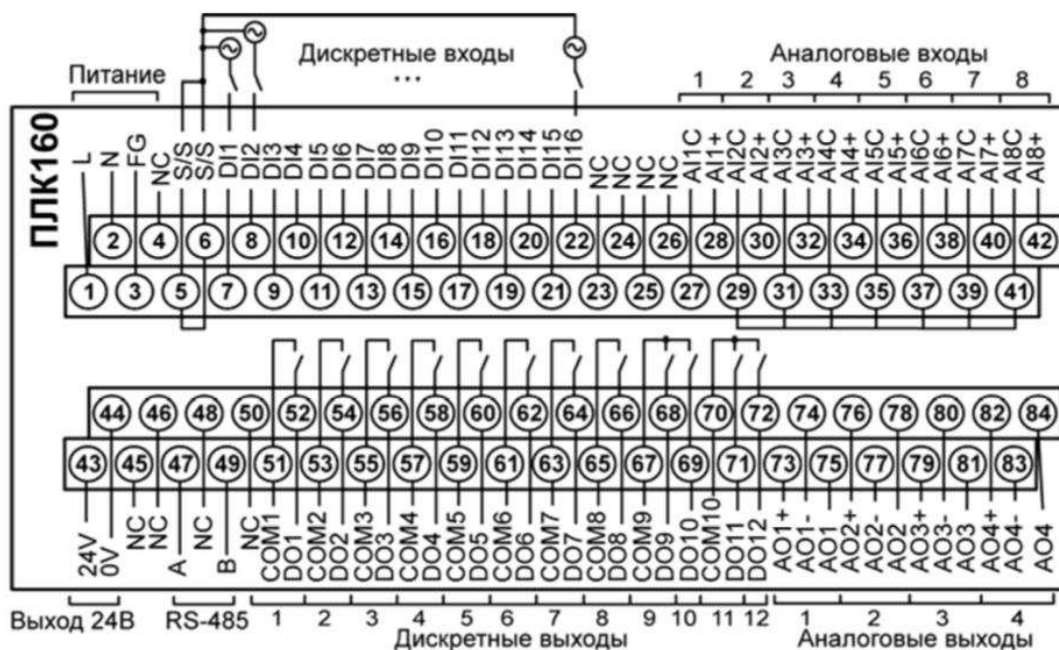 Дискретные входы
Аналоговые входы
Питание
...
1 2 3 4 5 6 7 8
ПЛК160
L N FG NC S/S S/S DI1 DI2 DI3 DI4 DI5 DI6 DI7 DI8 DI9 DI10 DI11 DI12 DI13 DI14 DI15 DI16 NC NC NC NC AI1C AI1+ AI2C AI2+ AI3C AI3+ AI4C AI4+ AI5C AI5+ AI6C AI6+ AI7C AI7+ AI8C AI8+
2 4 6 8 10 12 14 16 18 20 22 24 26 28 30 32 34 36 38 40 42
1 3 5 7 9 11 13 15 17 19 21 23 25 27 29 31 33 35 37 39 41
44 46 48 50 52 54 56 58 60 62 64 66 68 70 72 74 76 78 80 82 84
43 45 47 49 51 53 55 57 59 61 63 65 67 69 71 73 75 77 79 81 83
24V 0V NC NC A NC B NC COM1 DO1 COM2 DO2 COM3 DO3 COM4 DO4 COM5 DO5 COM6 DO6 COM7 DO7 COM8 DO8 COM9 DO9 DO10 COM10 DO11 DO12 AO1+ AO1- AO1 AO2+ AO2- AO2 AO3+ AO3- AO3 AO4+ AO4- AO4
Выход 24В RS-485 1 2 3 4 5 6 7 8 9 10 11 12 1 2 3 4
Дискретные выходы Аналоговые выходы